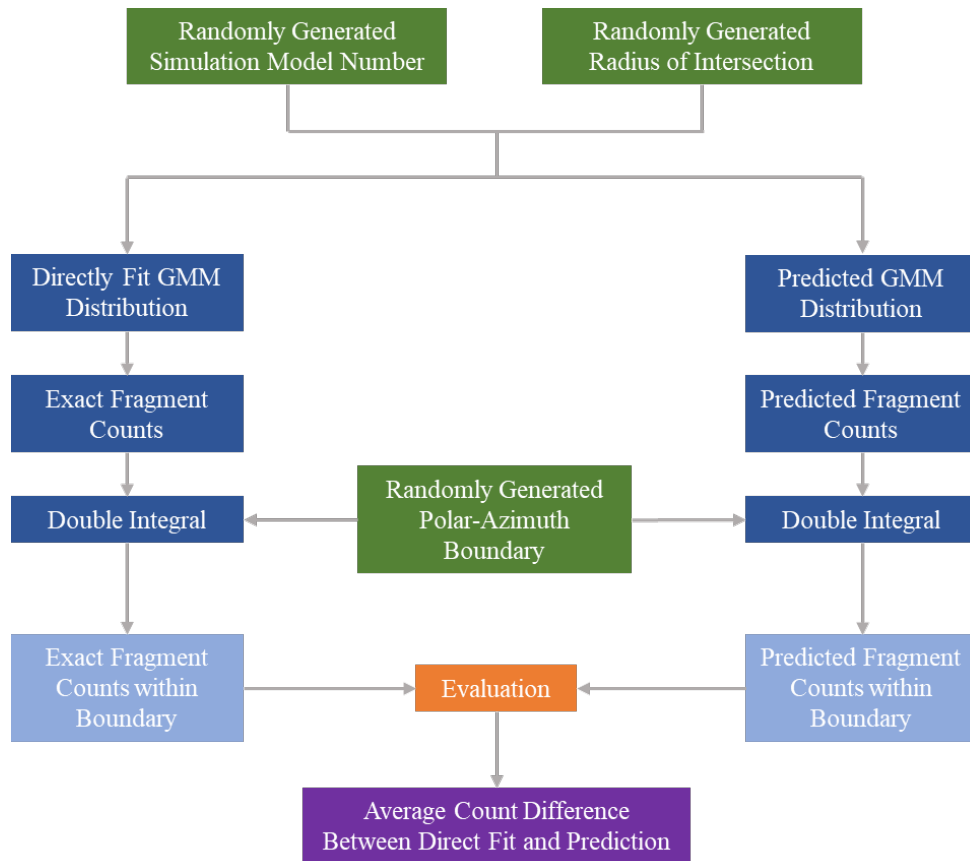 Randomly Generated
Simulation Model Number
Randomly Generated
Radius of Intersection
Directly Fit GMM
Distribution
Predicted GMM
Distribution
Exact Fragment
Counts
Predicted Fragment
Counts
Double Integral
Randomly Generated
Polar-Azimuth
Boundary
Double Integral
Exact Fragment
Counts within
Boundary
Evaluation
Predicted Fragment
Counts within
Boundary
Average Count Difference
Between Direct Fit and Prediction